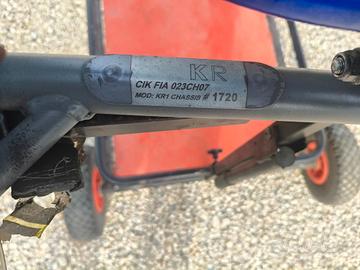 KR
CIK FIA 023CH07
MOD: KR1 CHASSIS # 1720